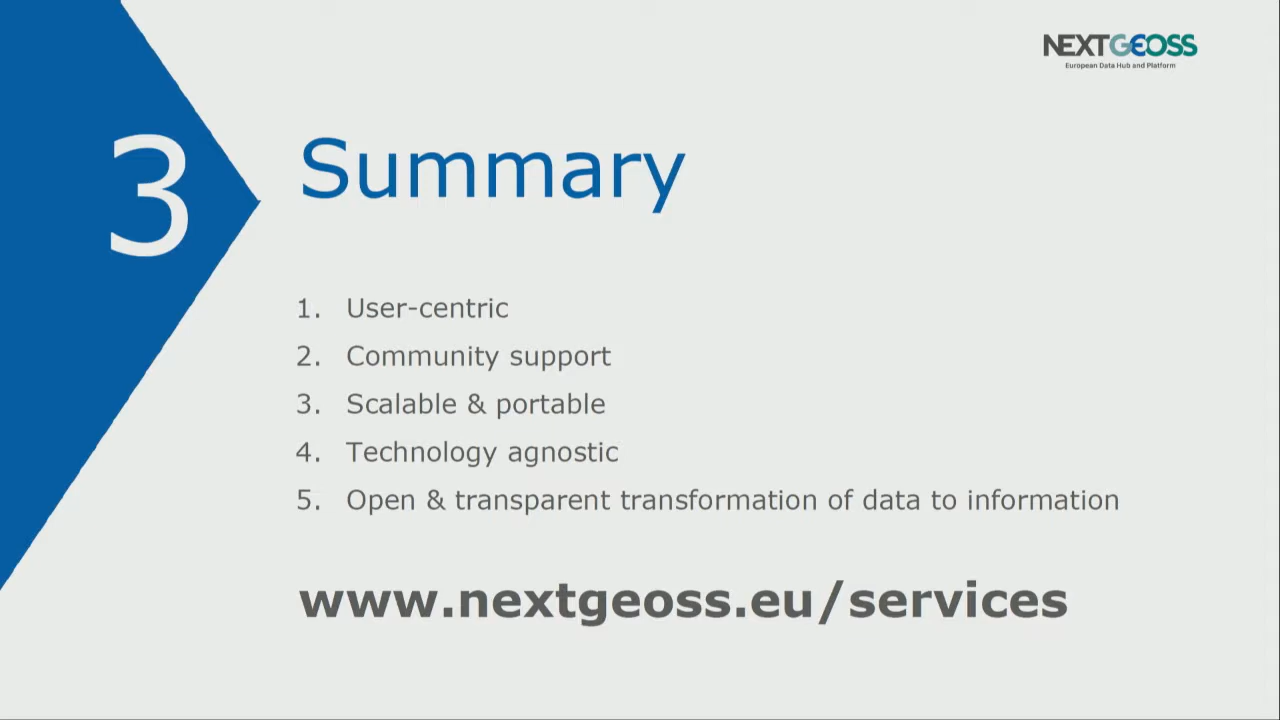 NEXTGEOSS
European Data Hub and Platform
3
Summary
1. User-centric
2. Community support
3. Scalable & portable
4. Technology agnostic
5. Open & transparent transformation of data to information
www.nextgeoss.eu/services